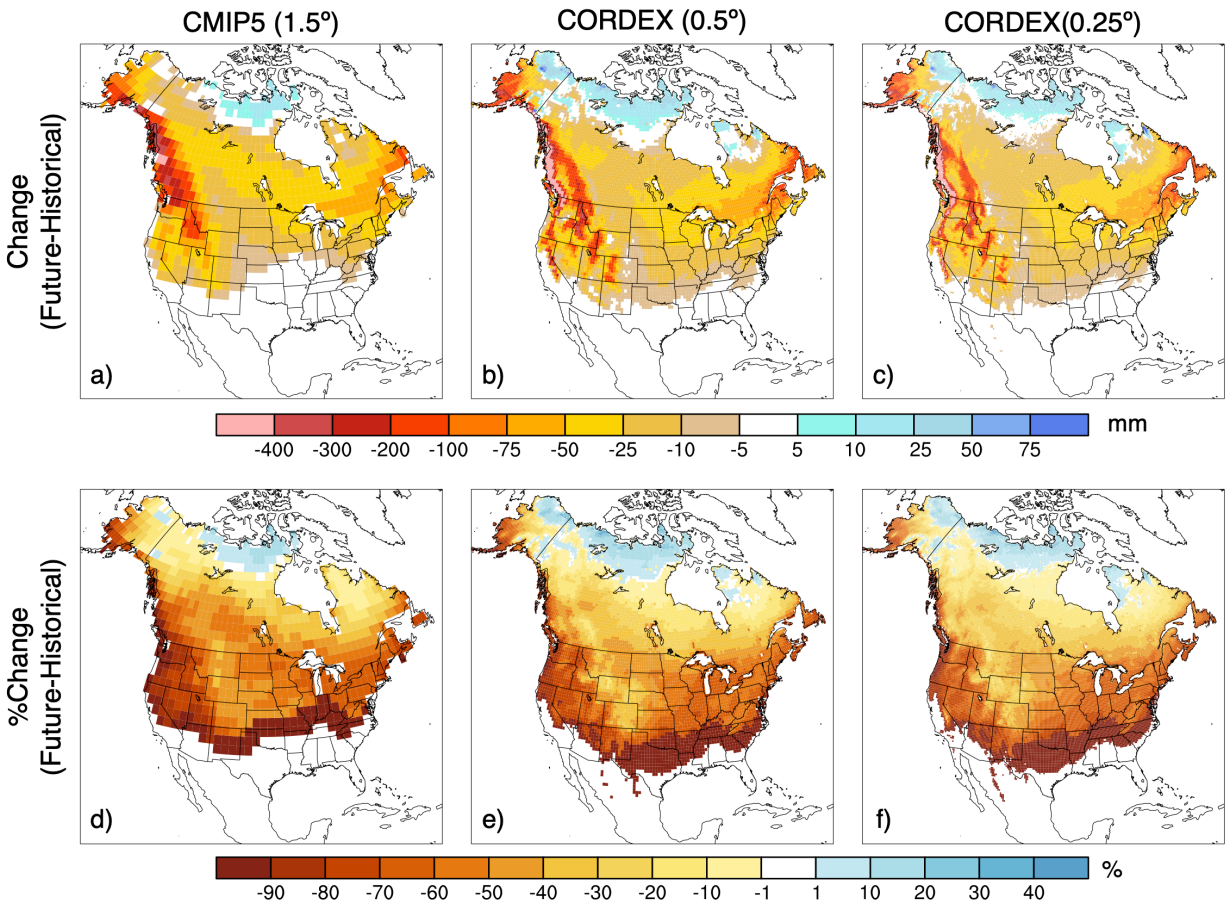 CMIP5 (1.5º) CORDEX (0.5º) CORDEX(0.25º)
Change
(Future-Historical)
a) b) c)
-400 -300 -200 -100 -75 -50 -25 -10 -5 5 10 25 50 75 mm
%Change
(Future-Historical)
d) e) f)
-90 -80 -70 -60 -50 -40 -30 -20 -10 -1 1 10 20 30 40 %